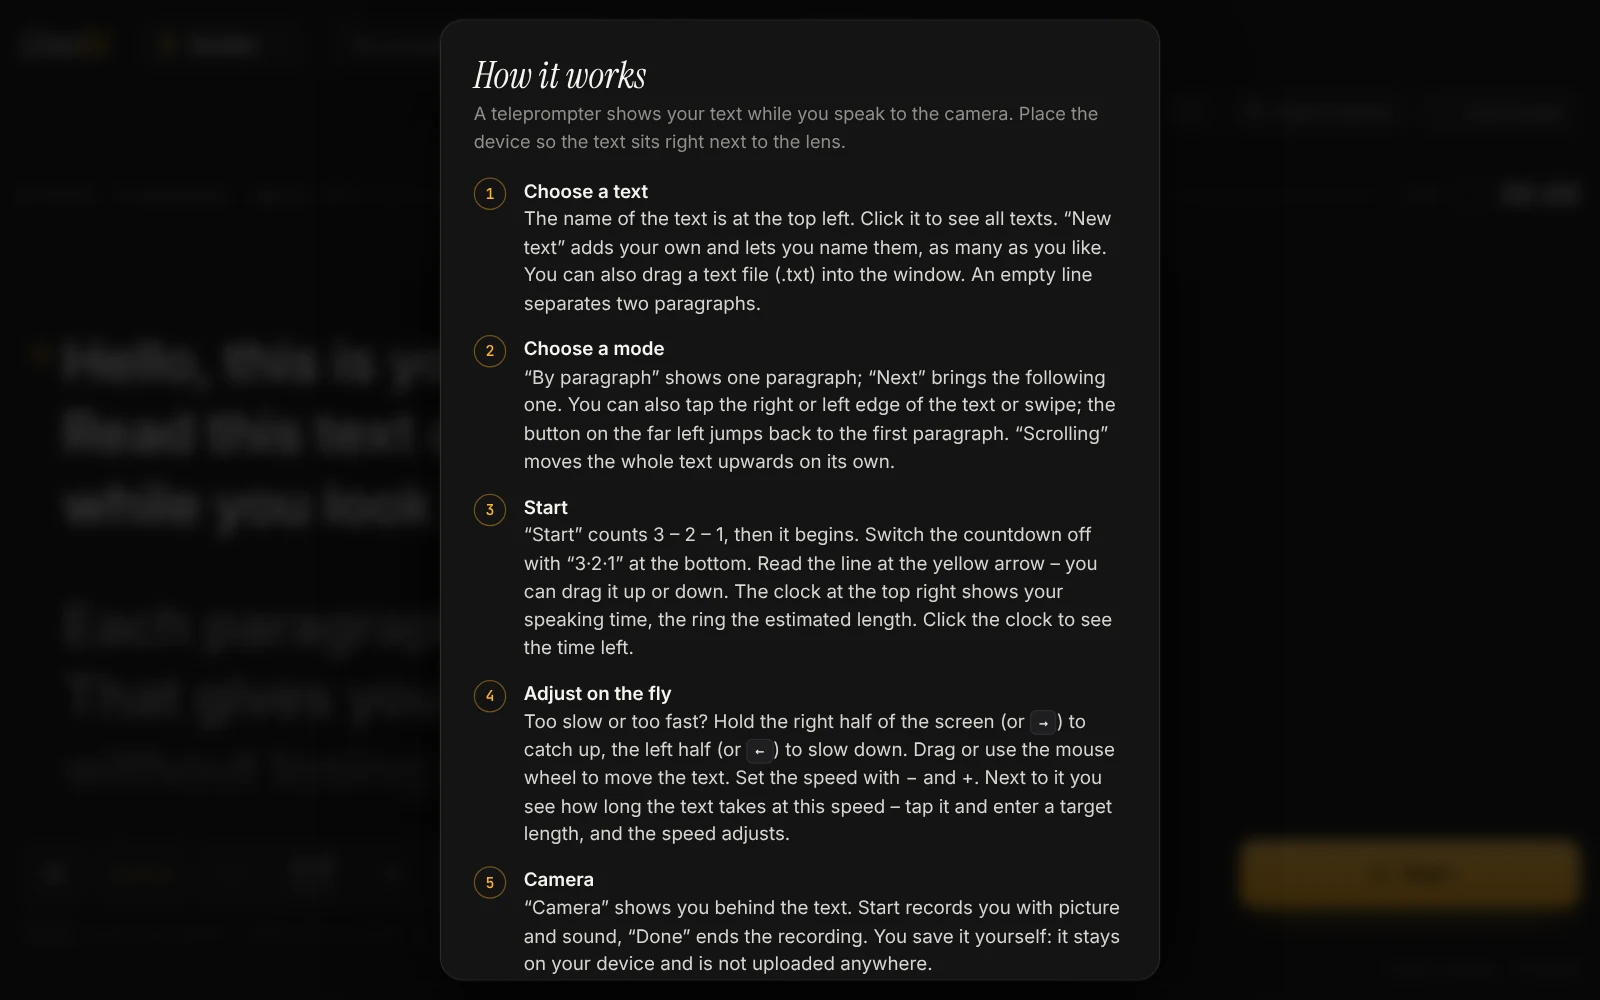 How it works
A teleprompter shows your text while you speak to the camera. Place the
device so the text sits right next to the lens.
1
Choose a text
The name of the text is at the top left. Click it to see all texts. “New
text” adds your own and lets you name them, as many as you like.
You can also drag a text file (.txt) into the window. An empty line
separates two paragraphs.
2
Choose a mode
“By paragraph” shows one paragraph; “Next” brings the following
one. You can also tap the right or left edge of the text or swipe; the
button on the far left jumps back to the first paragraph. “Scrolling”
moves the whole text upwards on its own.
3
Start
“Start” counts 3 – 2 – 1, then it begins. Switch the countdown off
with “3·2·1” at the bottom. Read the line at the yellow arrow – you
can drag it up or down. The clock at the top right shows your
speaking time, the ring the estimated length. Click the clock to see
the time left.
4
Adjust on the fly
Too slow or too fast? Hold the right half of the screen (or →) to
catch up, the left half (or ←) to slow down. Drag or use the mouse
wheel to move the text. Set the speed with − and +. Next to it you
see how long the text takes at this speed – tap it and enter a target
length, and the speed adjusts.
5
Camera
“Camera” shows you behind the text. Start records you with picture
and sound, “Done” ends the recording. You save it yourself: it stays
on your device and is not uploaded anywhere.
Hello, this is
Read this text
while you look
Each
That gives you
without